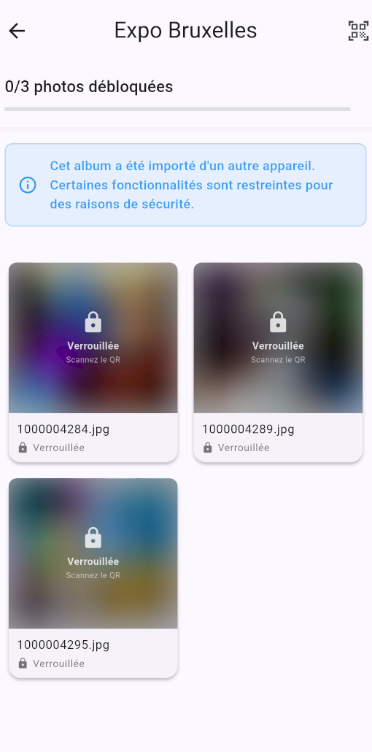 Expo Bruxelles
0/3 photos débloquées
Cet album a été importé d'un autre appareil.
Certaines fonctionnalités sont restreintes pour
des raisons de sécurité.
Verrouillée
Scannez le QR
1000004284.jpg
Verrouillée
Verrouillée
Scannez le QR
1000004289.jpg
Verrouillée
Verrouillée
Scannez le QR
1000004295.jpg
Verrouillée